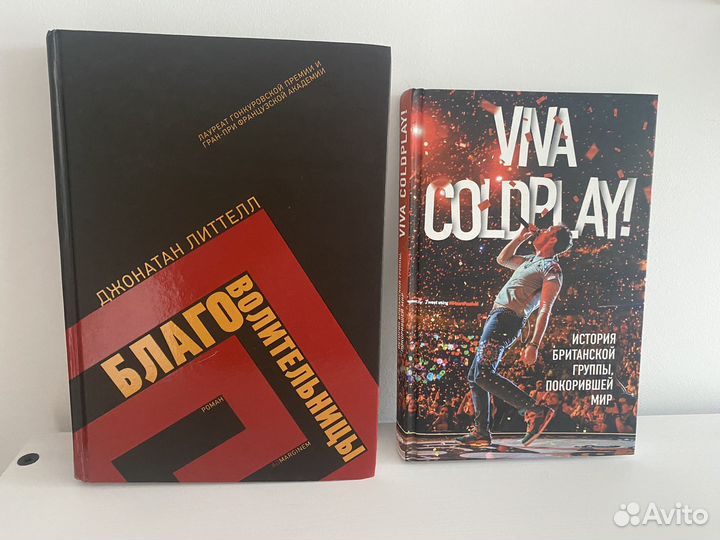 ЛАУРЕАТ ГОНКУРОВСКОЙ ПРЕМИИ И
ГРАН-ПРИ ФРАНЦУЗСКОЙ АКАДЕМИИ
ДЖОНАТАН ЛИТТЕЛЛ
БЛАГО
ВОЛИТЕЛЬНИЦЫ
РОМАН
AD MARGINEM
VIVA COLDPLAY!
VIVA
COLDPLAY!
ИСТОРИЯ
БРИТАНСКОЙ
ГРУППЫ,
ПОКОРИВШЕЙ
МИР
Avito